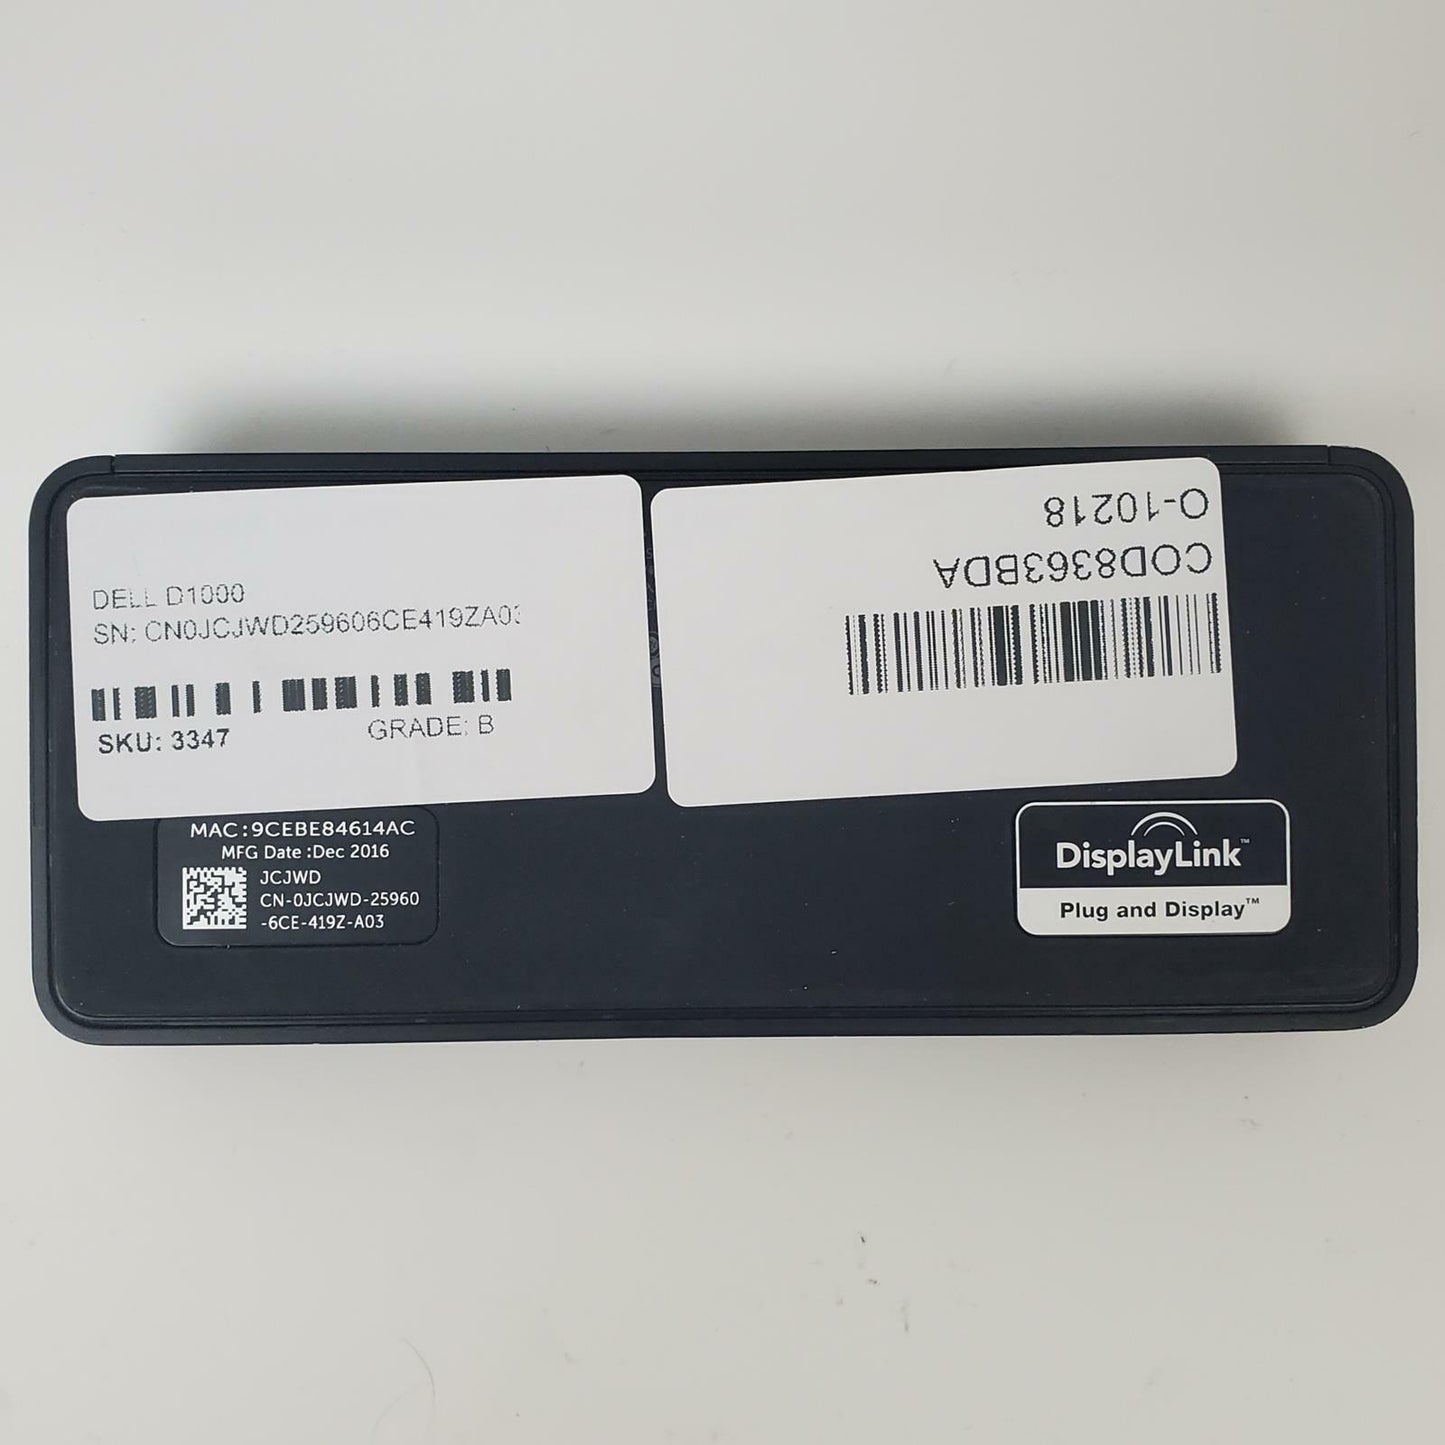 DELL D1000
SN: CN0JCJWD259606CE419ZA03
SKU: 3347
GRADE: B
O-10218
COD8363BDA
MAC:9CEBE84614AC
MFG Date :Dec 2016
JCJWD
CN-0JCJWD-25960
-6CE-419Z-A03
DisplayLink™
Plug and Display™